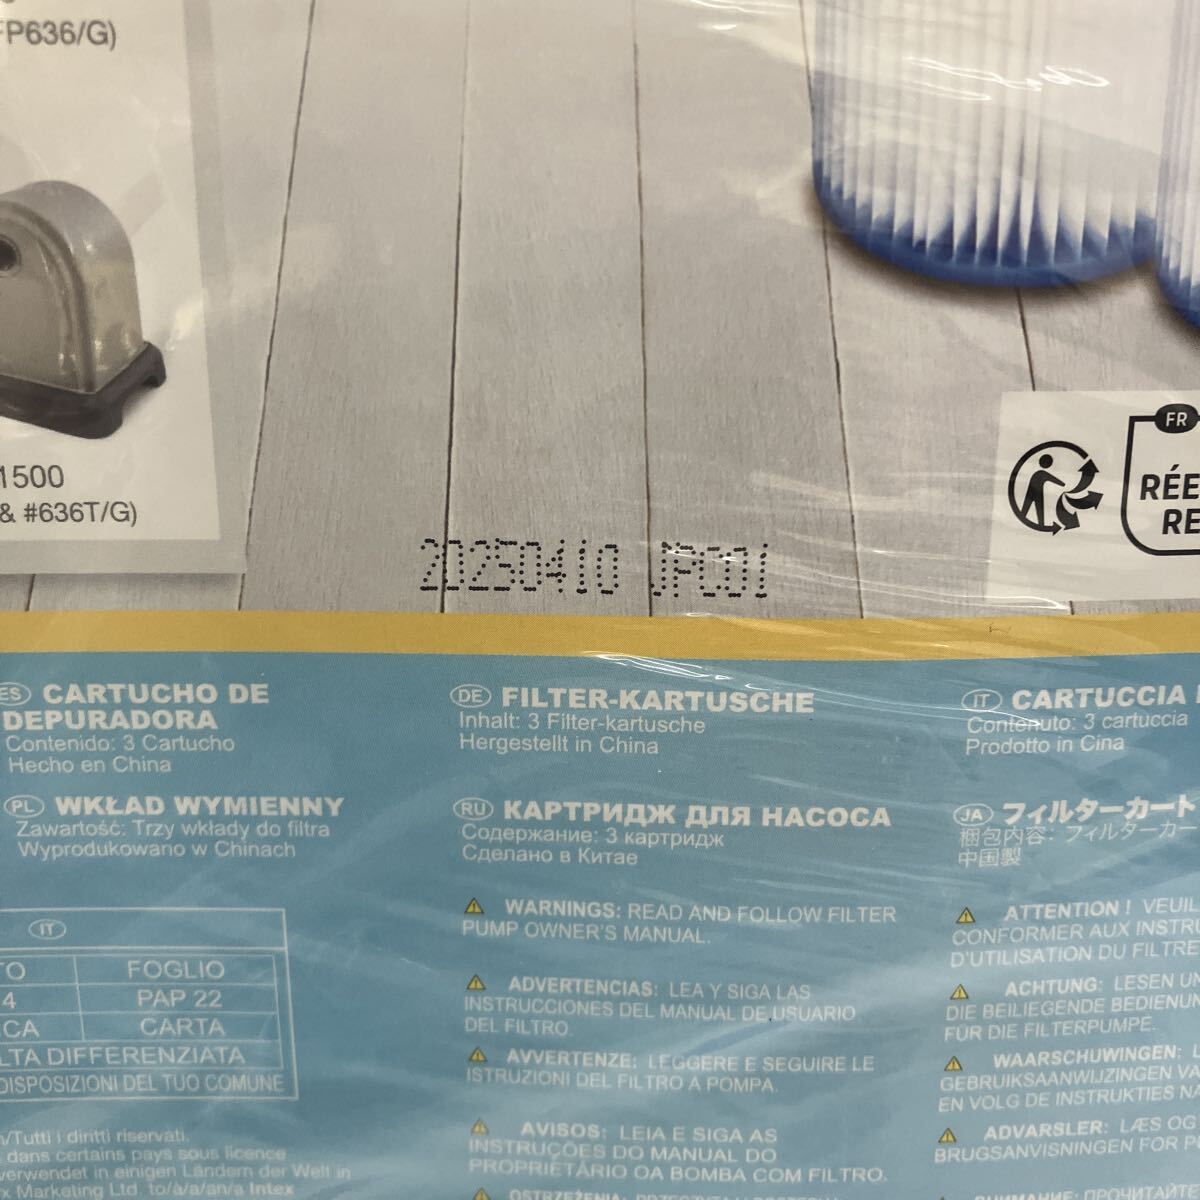 FP636/G)
1500
& #636T/G)
20250410 JPC01
FR
RÉE
RE
ES CARTUCHO DE
DEPURADORA
Contenido: 3 Cartucho
Hecho en China
DE FILTER-KARTUSCHE
Inhalt: 3 Filter-kartusche
Hergestellt in China
IT CARTUCCIA
Contenuto: 3 cartuccia
Prodotto in Cina
PL WKŁAD WYMIENNY
Zawartość: Trzy wkłady do filtra
Wyprodukowano w Chinach
RU КАРТРИДЖ ДЛЯ НАСОСА
Содержание: 3 картридж
Сделано в Китае
JA フィルターカート
梱包内容: フィルターカー
中国製
IT
TO FOGLIO
4 PAP 22
ICA CARTA
LTA DIFFERENZIATA
DISPOSIZIONI DEL TUO COMUNE
n/Tutti i diritti riservati.
dans certains pays sous licence
verwendet in einigen Ländern der Welt in
x Marketing Ltd. to/à/a/an/a Intex
WARNINGS: READ AND FOLLOW FILTER
PUMP OWNER'S MANUAL.
ADVERTENCIAS: LEA Y SIGA LAS
INSTRUCCIONES DEL MANUAL DE USUARIO
DEL FILTRO.
AVVERTENZE: LEGGERE E SEGUIRE LE
ISTRUZIONI DEL FILTRO A POMPA.
AVISOS: LEIA E SIGA AS
INSTRUÇÕES DO MANUAL DO
PROPRIETÁRIO OA BOMBA COM FILTRO.
OSTRZEŻENIA: PRZECZYTAJ
ATTENTION ! VEUIL
CONFORMER AUX INSTRU
D'UTILISATION DU FILTRE
ACHTUNG: LESEN UN
DIE BEILIEGENDE BEDIENUN
FÜR DIE FILTERPUMPE.
WAARSCHUWINGEN: L
GEBRUIKSAANWIJZINGEN VA
EN VOLG DE INSTRUKTIES NA
ADVARSLER: LÆS OG
BRUGSANVISNINGEN FOR P
ПРОЧИТАЙТЕ